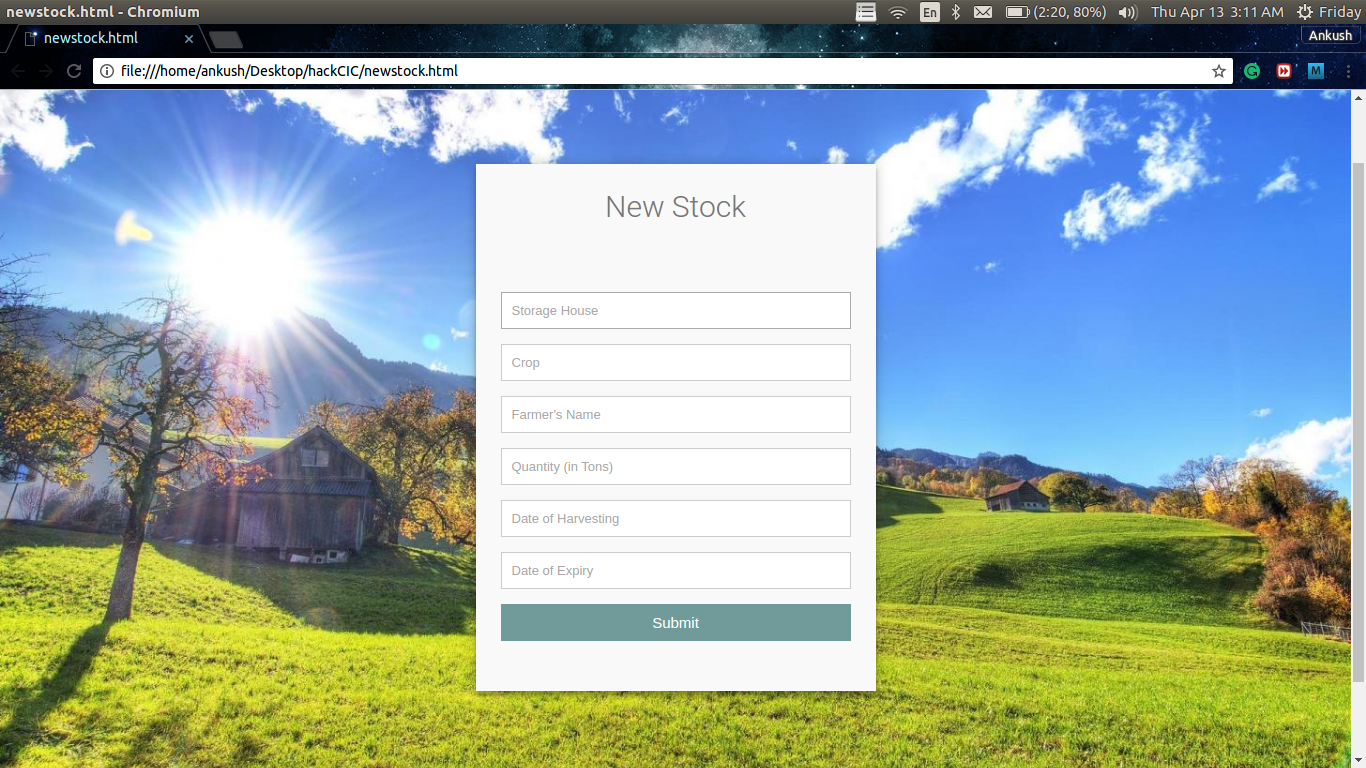 newstock.html - Chromium
En
(2:20, 80%)
Thu Apr 13 3:11 AM
Friday
newstock.html
Ankush
file:///home/ankush/Desktop/hackCIC/newstock.html
M
New Stock
Storage House
Crop
Farmer's Name
Quantity (in Tons)
Date of Harvesting
Date of Expiry
Submit